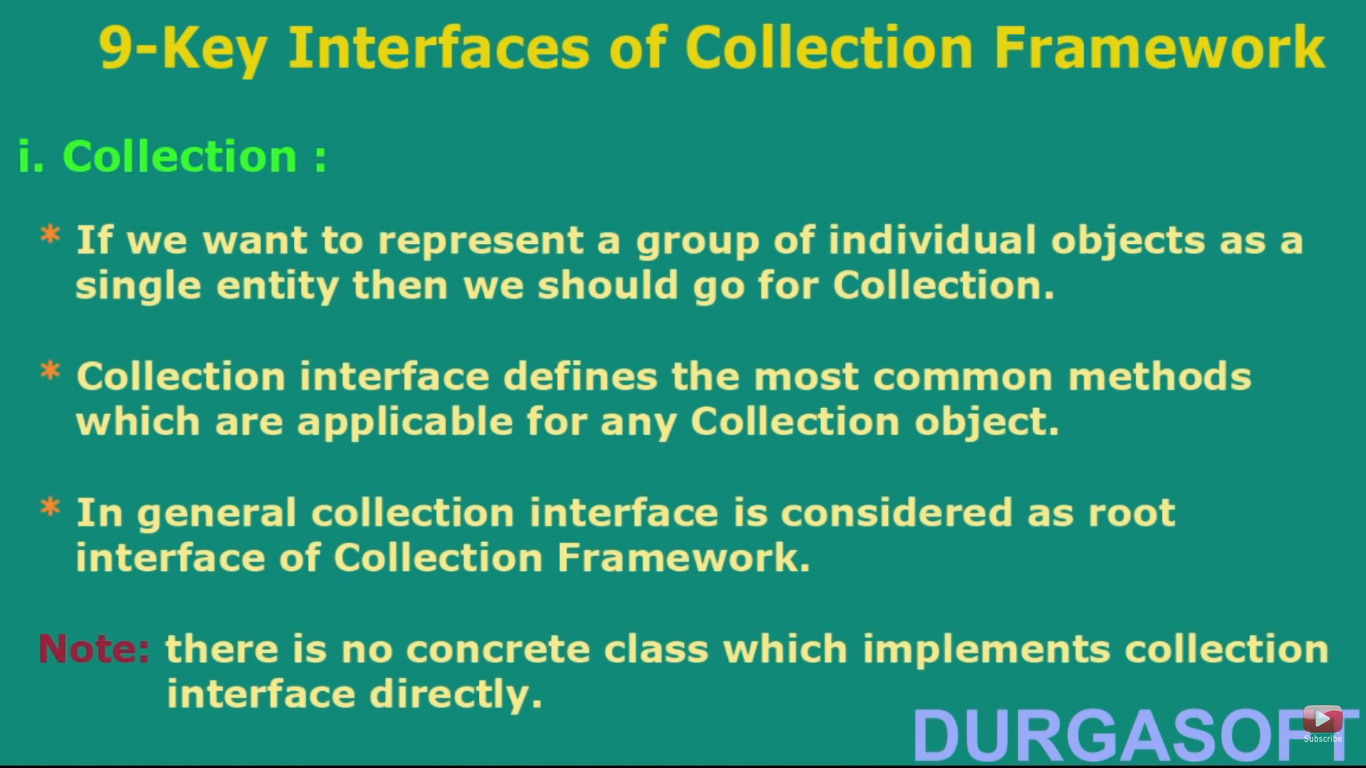 9-Key Interfaces of Collection Framework
i. Collection :
* If we want to represent a group of individual objects as a
single entity then we should go for Collection.
* Collection interface defines the most common methods
which are applicable for any Collection object.
* In general collection interface is considered as root
interface of Collection Framework.
Note: there is no concrete class which implements collection
interface directly.
DURGASOFT
Subscribe